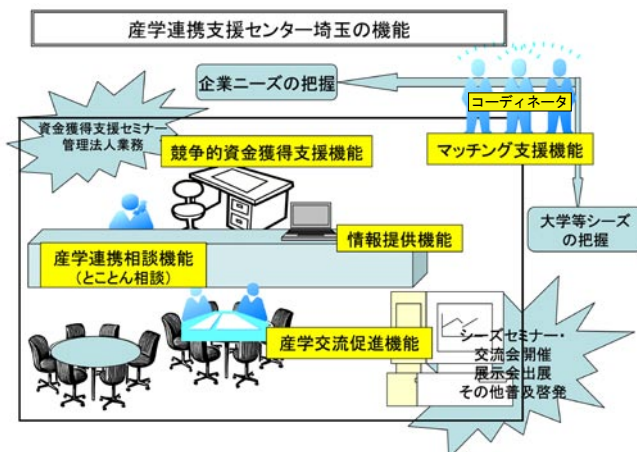 産学連携支援センター埼玉の機能
企業ニーズの把握
コーディネータ
資金獲得支援セミナー
管理法人業務
競争的資金獲得支援機能
マッチング支援機能
大学等シーズ
の把握
情報提供機能
産学連携相談機能
(とことん相談)
産学交流促進機能
シーズセミナー・
交流会開催
展示会出展
その他普及啓発